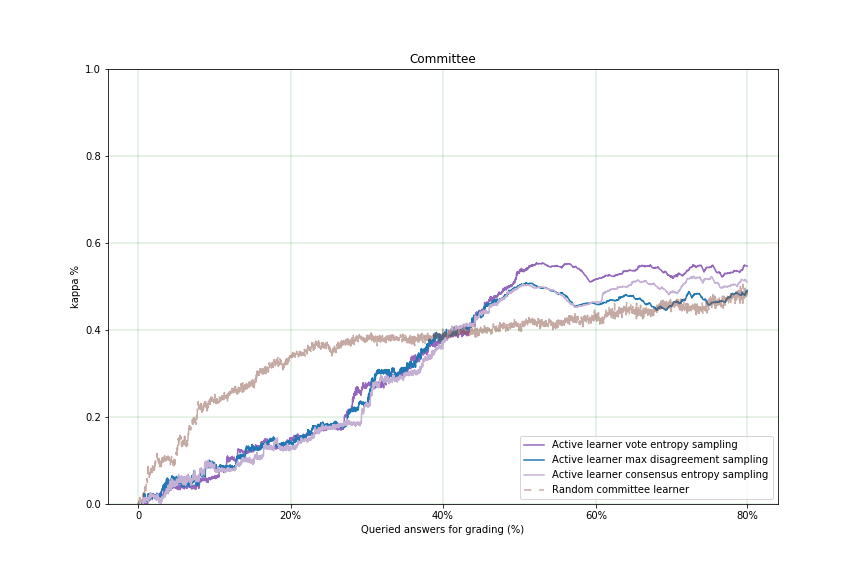 Committee
1.0
0.8
0.6
0.4
0.2
0.0
kappa %
0
20%
40%
60%
80%
Queried answers for grading (%)
Active learner vote entropy sampling
Active learner max disagreement sampling
Active learner consensus entropy sampling
Random committee learner